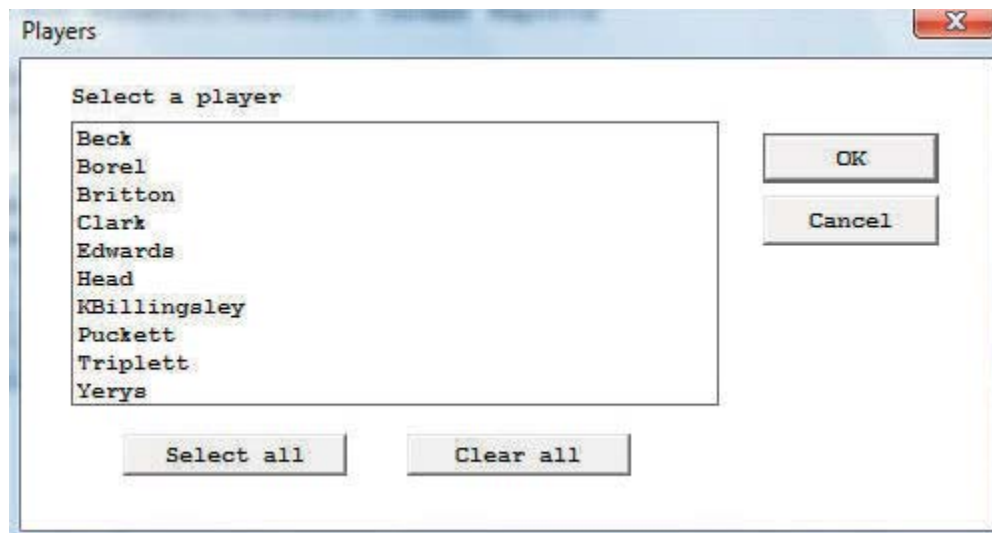 Players
Select a player
Beck
Borel
Britton
Clark
Edwards
Head
KBillingsley
Puckett
Triplett
Yerys
OK
Cancel
Select all
Clear all